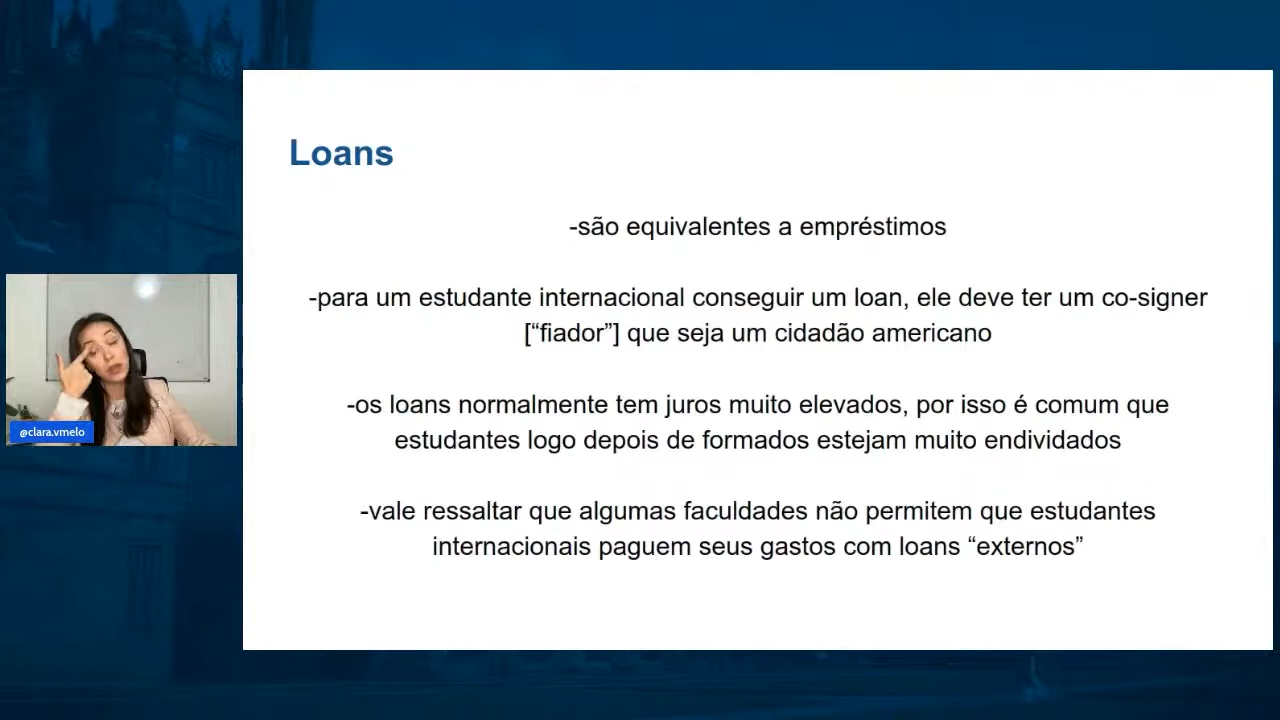 Loans
-são equivalentes a empréstimos
-para um estudante internacional conseguir um loan, ele deve ter um co-signer
[“fiador”] que seja um cidadão americano
-os loans normalmente tem juros muito elevados, por isso é comum que
estudantes logo depois de formados estejam muito endividados
-vale ressaltar que algumas faculdades não permitem que estudantes
internacionais paguem seus gastos com loans “externos”
@clara.vmelo